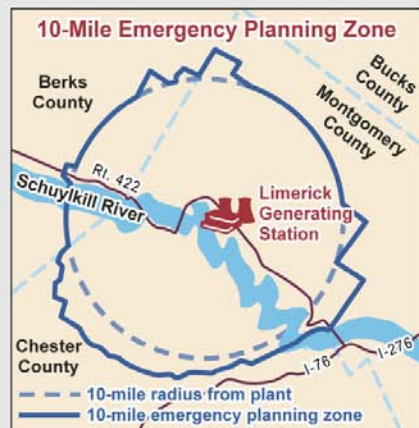 10-Mile Emergency Planning Zone
Berks
County
Bucks
County
Montgomery
County
Rt. 422
Schuylkill River
Limerick
Generating
Station
Chester
County
I-76
I-276
10-mile radius from plant
10-mile emergency planning zone